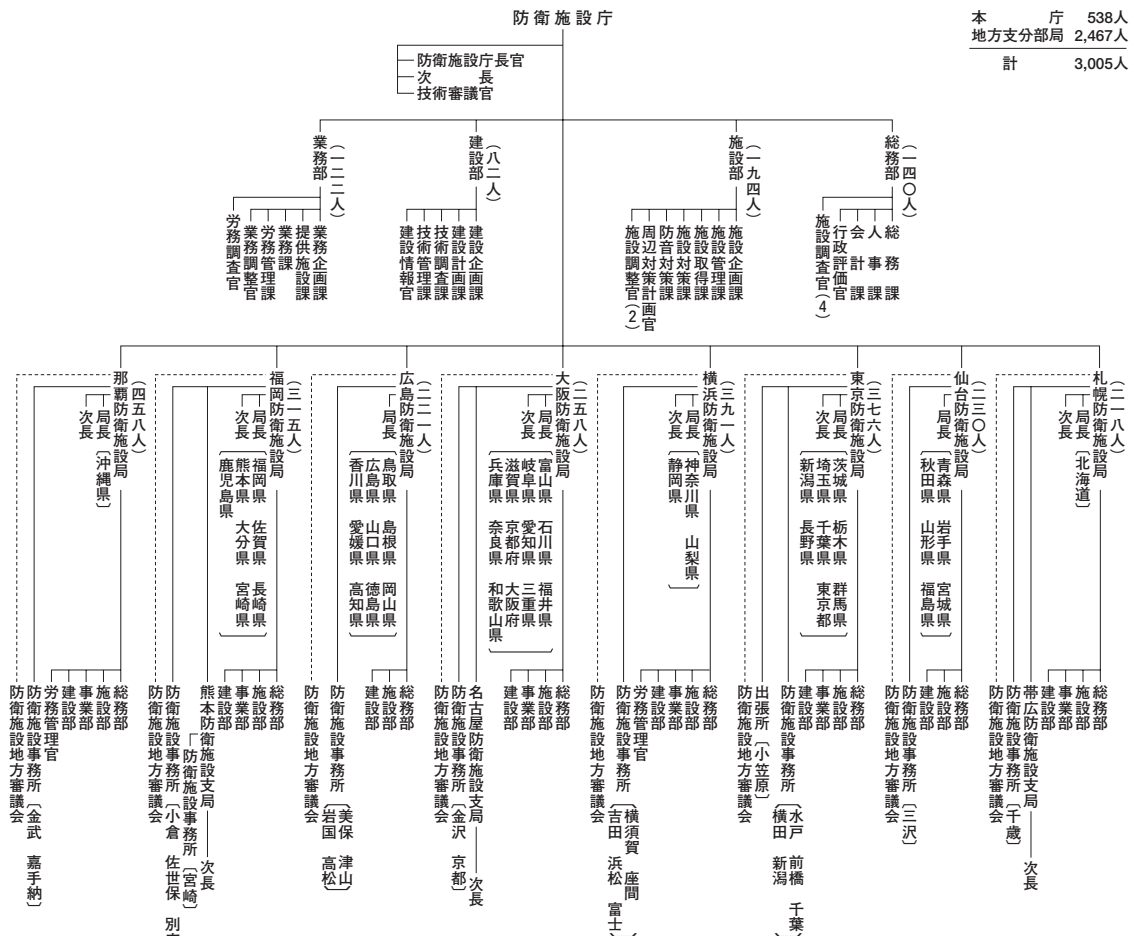 防衛施設庁
本庁 538人
地方支分部局 2,467人
計 3,005人
防衛施設庁長官
次長
技術審議官
総務部
(一四〇人)
総務課
人事課
会計課
行政評価官
施設調査官(4)
施設部
(一九四人)
施設企画課
施設管理課
施設取得課
施設対策課
防音対策課
周辺対策計画官
施設調整官(2)
建設部
(八二人)
建設企画課
建設計画課
技術調査課
技術管理課
建設情報官
業務部
(一二二人)
業務企画課
提供施設課
業務課
労務管理課
業務調整官
労務調査官
札幌防衛施設局
(二一八人)
局長
次長
〔北海道〕
総務部
施設部
事業部
建設部
帯広防衛施設支局―次長
防衛施設事務所〔千歳〕
防衛施設地方審議会
仙台防衛施設局
(二三〇人)
局長
青森県 岩手県 宮城県
秋田県 山形県 福島県
総務部
施設部
建設部
防衛施設事務所〔三沢〕
防衛施設地方審議会
東京防衛施設局
(三七六人)
局長
次長
茨城県 栃木県 群馬県
埼玉県 千葉県 東京都
新潟県 長野県
総務部
施設部
事業部
建設部
防衛施設事務所
水戸 前橋 千葉
横田 新潟
出張所〔小笠原〕
防衛施設地方審議会
横浜防衛施設局
(三九一人)
局長
次長
神奈川県 山梨県
静岡県
総務部
施設部
事業部
建設部
労務管理官
防衛施設事務所
横須賀 座間
吉田 浜松 富士
防衛施設地方審議会
大阪防衛施設局
(二五八人)
局長
次長
富山県 石川県 福井県
岐阜県 愛知県 三重県
滋賀県 京都府 大阪府
兵庫県 奈良県 和歌山県
総務部
施設部
事業部
建設部
名古屋防衛施設支局―次長
防衛施設事務所〔金沢 京都〕
防衛施設地方審議会
広島防衛施設局
(二二一人)
局長
鳥取県 島根県 岡山県
広島県 山口県 徳島県
香川県 愛媛県 高知県
総務部
施設部
建設部
防衛施設事務所
美保 津山
岩国 高松
防衛施設地方審議会
福岡防衛施設局
(三一五人)
局長
次長
福岡県 佐賀県 長崎県
熊本県 大分県 宮崎県
鹿児島県
総務部
施設部
事業部
建設部
熊本防衛施設支局―次長
防衛施設事務所〔宮崎〕
防衛施設事務所〔小倉 佐世保
防衛施設地方審議会
那覇防衛施設局
(四五八人)
局長
次長
〔沖縄県〕
総務部
施設部
事業部
建設部
労務管理官
防衛施設事務所〔金武 嘉手納〕
防衛施設地方審議会